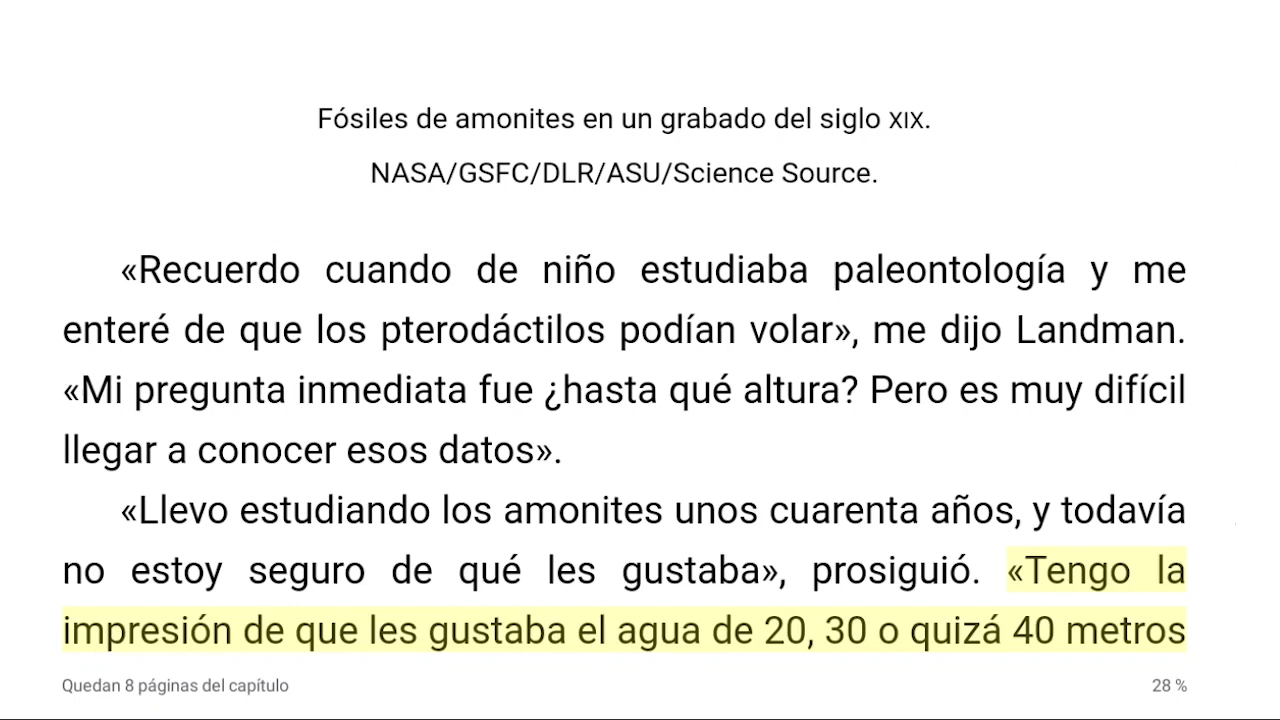 Fósiles de amonites en un grabado del siglo XIX.
NASA/GSFC/DLR/ASU/Science Source.
«Recuerdo cuando de niño estudiaba paleontología y me
enteré de que los pterodáctilos podían volar», me dijo Landman.
«Mi pregunta inmediata fue ¿hasta qué altura? Pero es muy difícil
llegar a conocer esos datos».
«Llevo estudiando los amonites unos cuarenta años, y todavía
no estoy seguro de qué les gustaba», prosiguió. «Tengo la
impresión de que les gustaba el agua de 20, 30 o quizá 40 metros
Quedan 8 páginas del capítulo
28 %